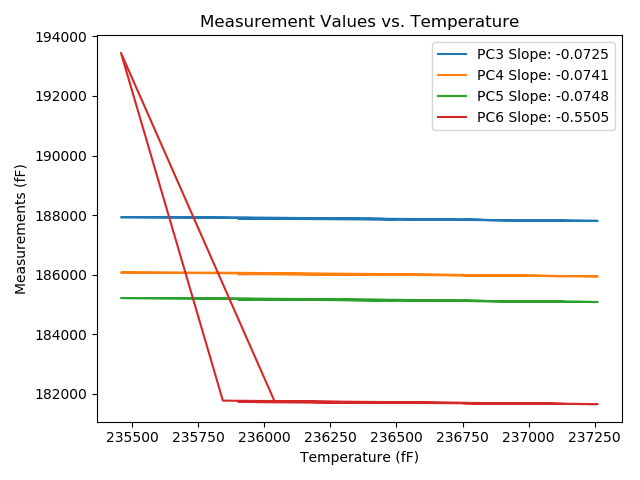 Measurement Values vs. Temperature
194000
192000
190000
188000
186000
184000
182000
Measurements (fF)
PC3 Slope: -0.0725
PC4 Slope: -0.0741
PC5 Slope: -0.0748
PC6 Slope: -0.5505
235500 235750 236000 236250 236500 236750 237000 237250
Temperature (fF)